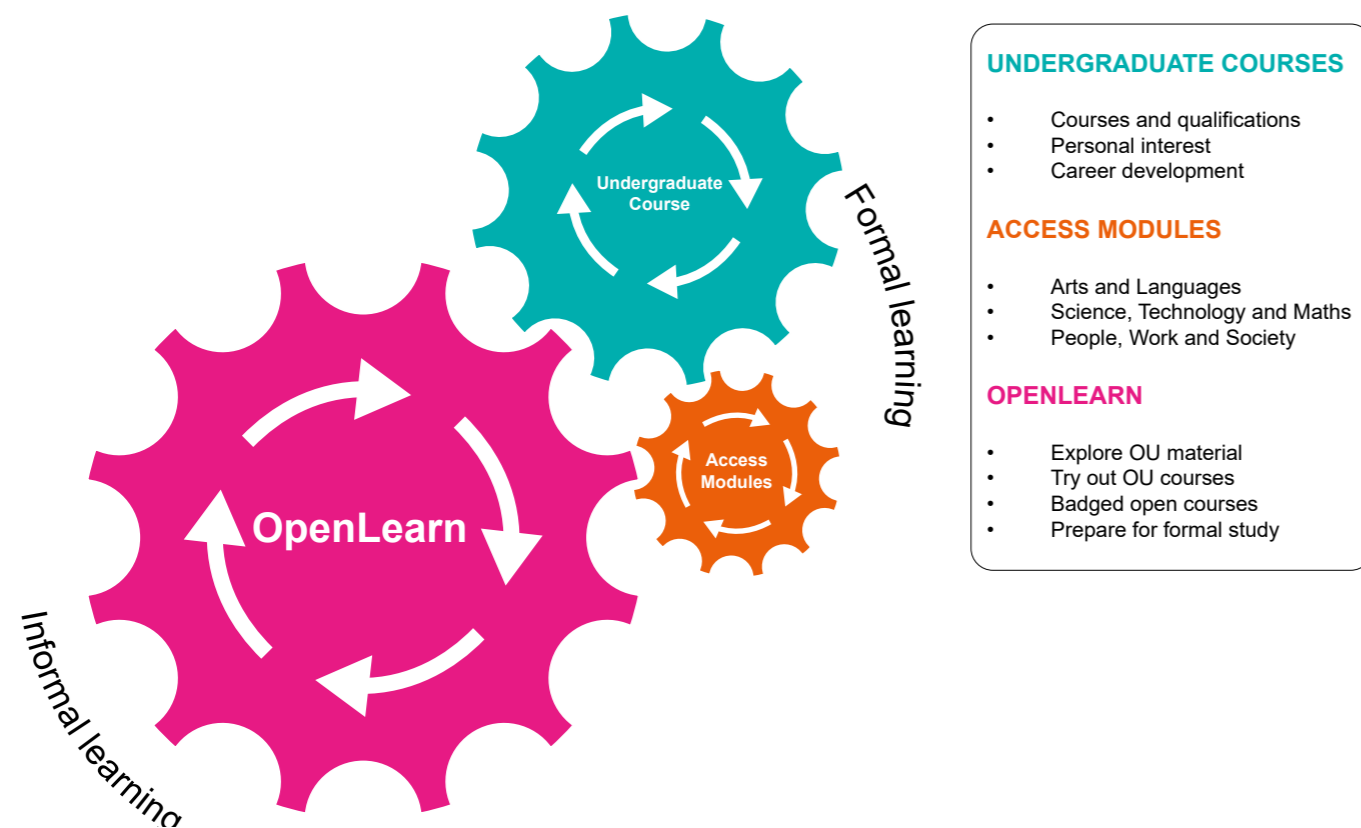 Undergraduate
Course
Formal learning
Access
Modules
OpenLearn
Informal learning
UNDERGRADUATE COURSES
• Courses and qualifications
• Personal interest
• Career development
ACCESS MODULES
• Arts and Languages
• Science, Technology and Maths
• People, Work and Society
OPENLEARN
• Explore OU material
• Try out OU courses
• Badged open courses
• Prepare for formal study